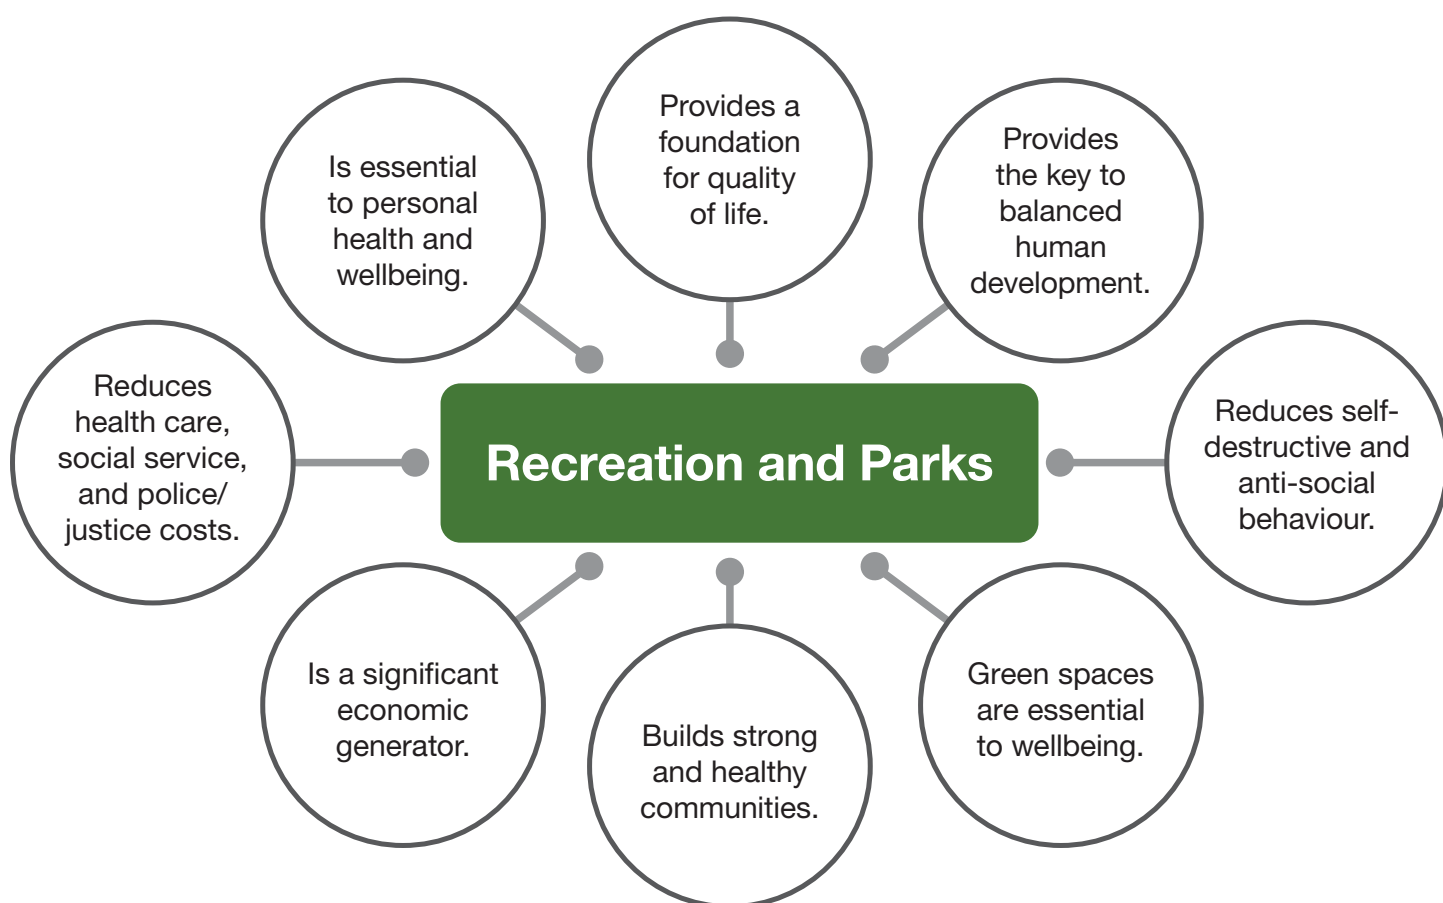 Provides a
foundation
for quality
of life.
Is essential
to personal
health and
wellbeing.
Provides
the key to
balanced
human
development.
Reduces
health care,
social service,
and police/
justice costs.
Recreation and Parks
Reduces self-
destructive and
anti-social
behaviour.
Is a significant
economic
generator.
Builds strong
and healthy
communities.
Green spaces
are essential
to wellbeing.